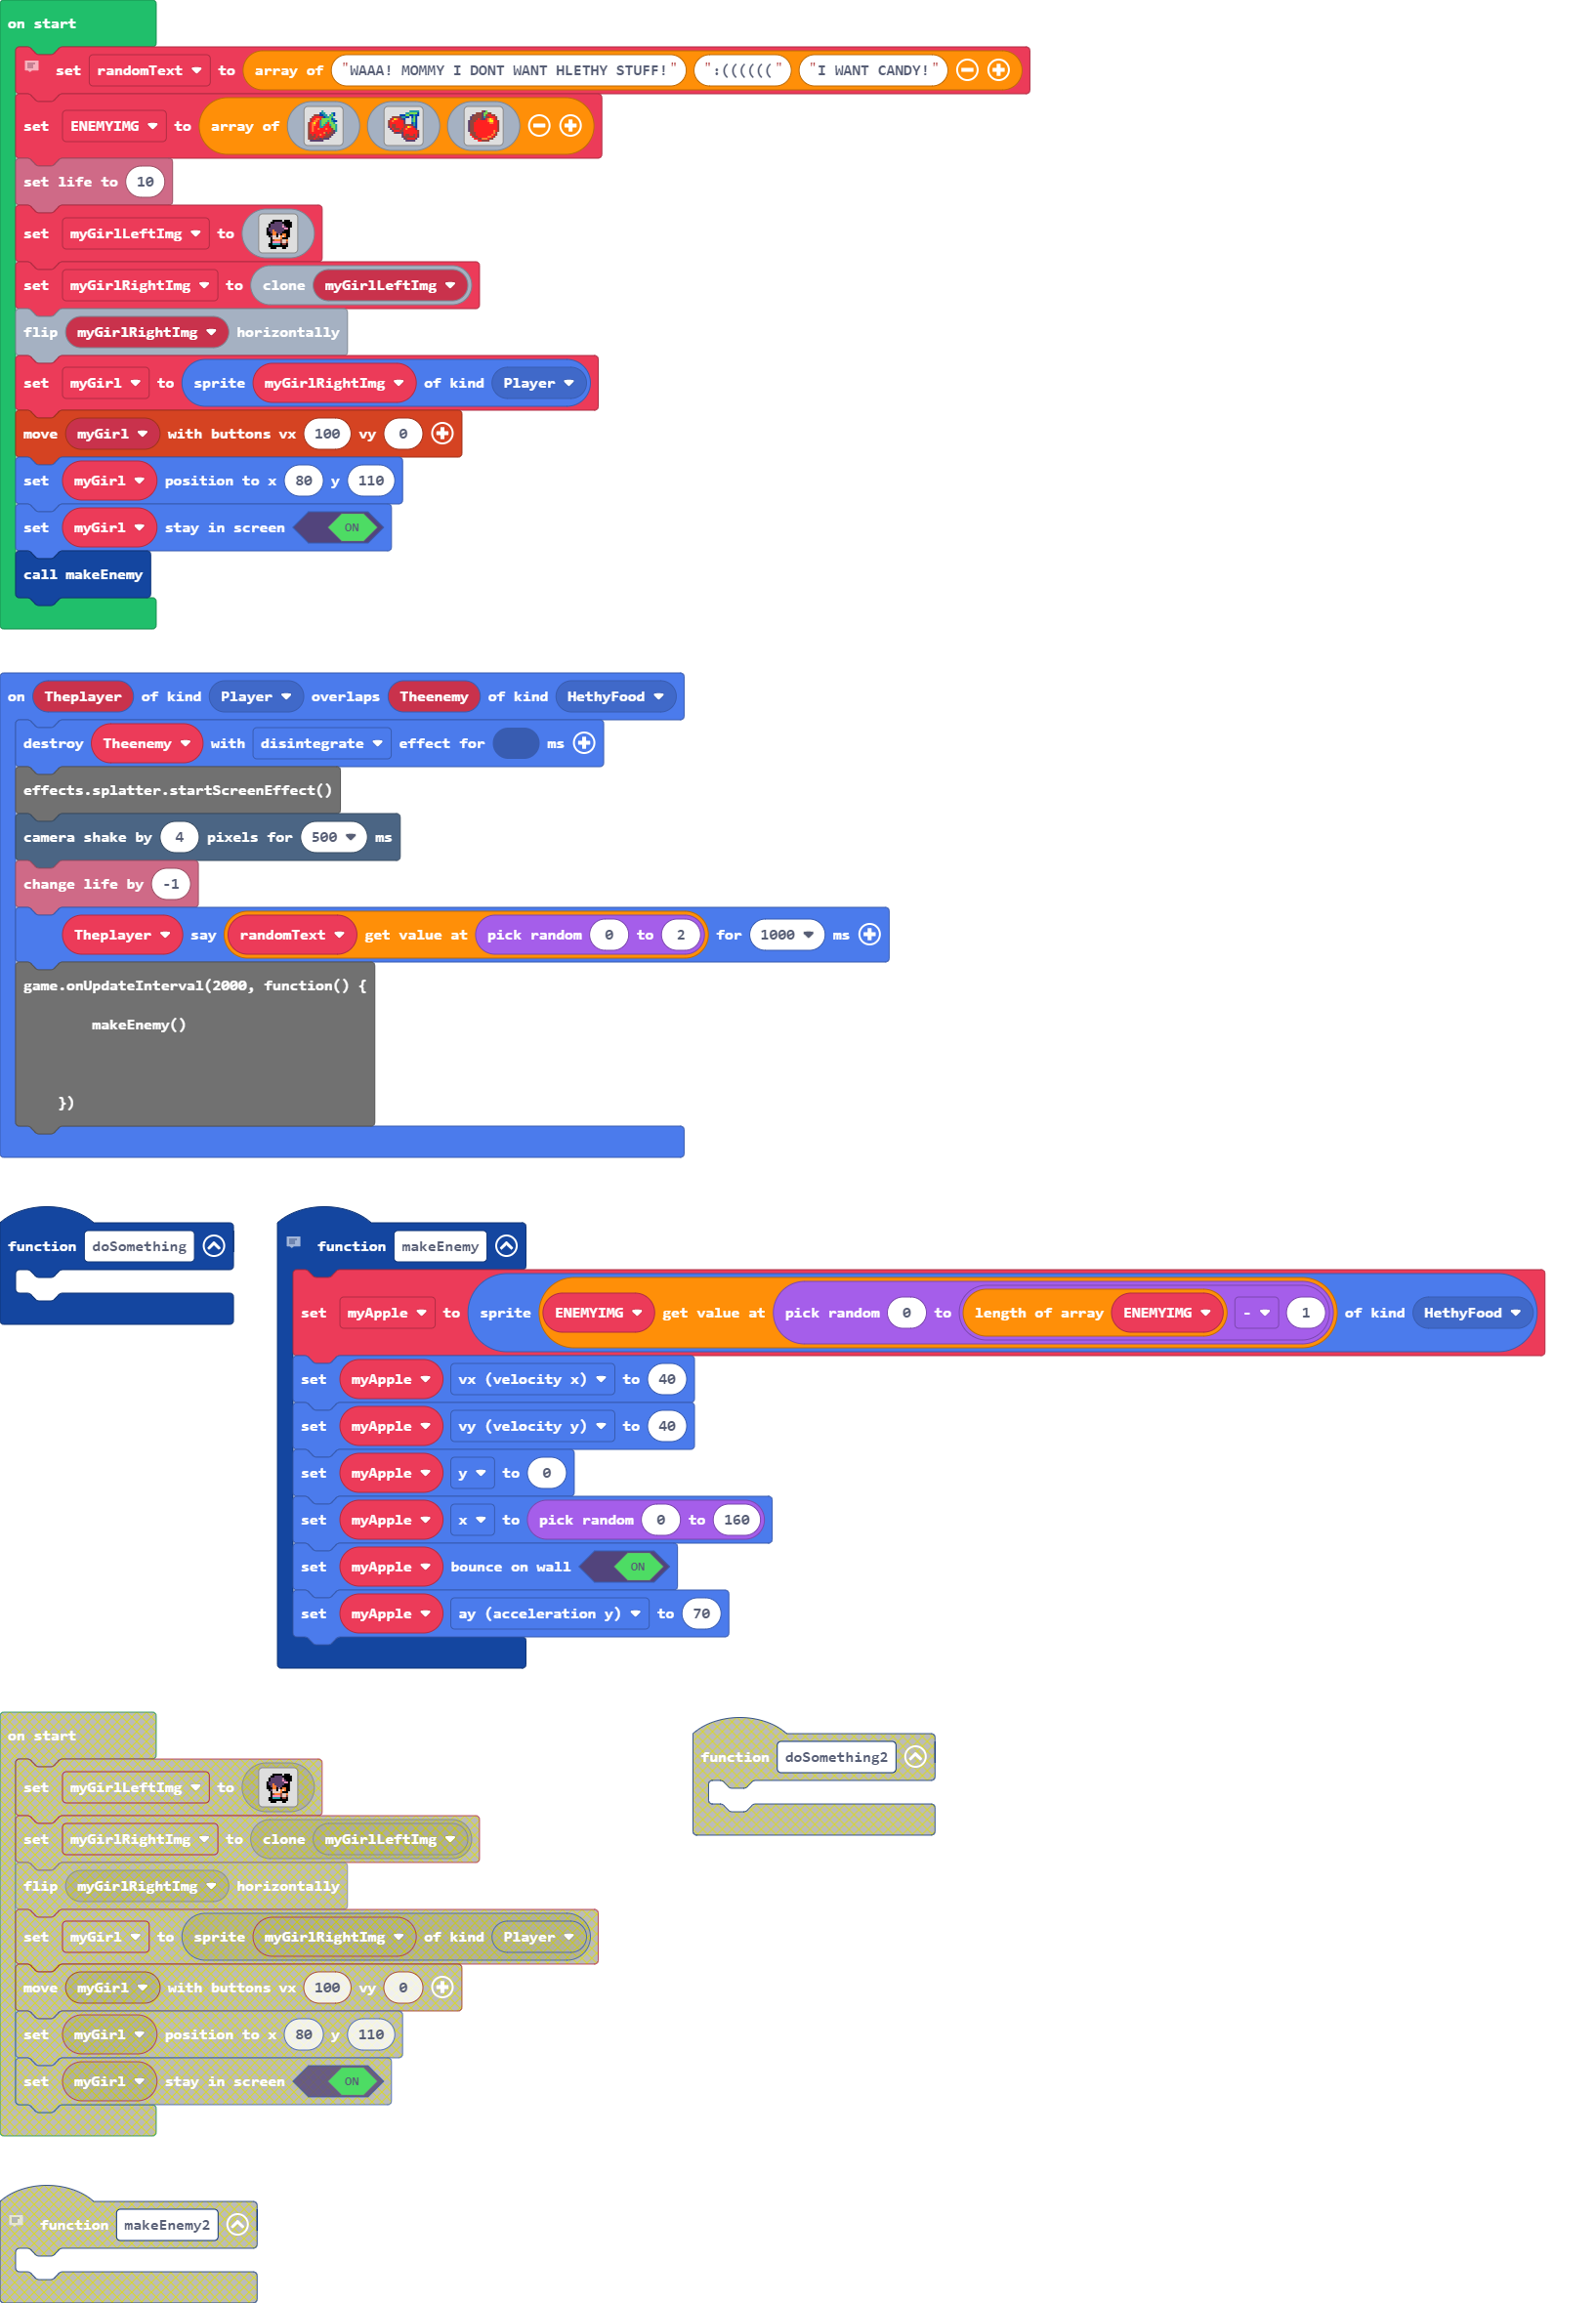 on start
set randomText to array of "WAAA! MOMMY I DONT WANT HLETHY STUFF!" ":((((((" "I WANT CANDY!"
set ENEMYIMG to array of
set life to 10
set myGirlLeftImg to
set myGirlRightImg to clone myGirlLeftImg
flip myGirlRightImg horizontally
set myGirl to sprite myGirlRightImg of kind Player
move myGirl with buttons vx 100 vy 0
set myGirl position to x 80 y 110
set myGirl stay in screen ON
call makeEnemy
on Theplayer of kind Player overlaps Theenemy of kind HethyFood
destroy Theenemy with disintegrate effect for ms
effects.splatter.startScreenEffect()
camera shake by 4 pixels for 500 ms
change life by -1
Theplayer say randomText get value at pick random 0 to 2 for 1000 ms
game.onUpdateInterval(2000, function() {
makeEnemy()
})
function doSomething
function makeEnemy
set myApple to sprite ENEMYIMG get value at pick random 0 to length of array ENEMYIMG - 1 of kind HethyFood
set myApple vx (velocity x) to 40
set myApple vy (velocity y) to 40
set myApple y to 0
set myApple x to pick random 0 to 160
set myApple bounce on wall ON
set myApple ay (acceleration y) to 70
on start
set myGirlLeftImg to
set myGirlRightImg to clone myGirlLeftImg
flip myGirlRightImg horizontally
set myGirl to sprite myGirlRightImg of kind Player
move myGirl with buttons vx 100 vy 0
set myGirl position to x 80 y 110
set myGirl stay in screen ON
function doSomething2
function makeEnemy2